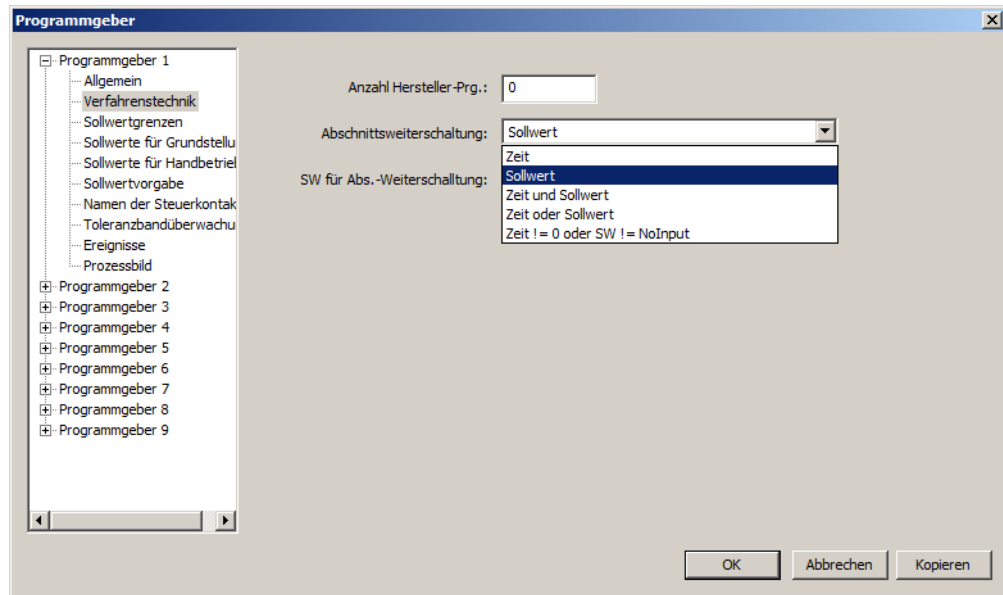 Programmgeber
Programmgeber 1
Allgemein
Verfahrenstechnik
Sollwertgrenzen
Sollwerte für Grundstellu
Sollwerte für Handbetriel
Sollwertvorgabe
Namen der Steuerkontak
Toleranzbandüberwachu
Ereignisse
Prozessbild
Programmgeber 2
Programmgeber 3
Programmgeber 4
Programmgeber 5
Programmgeber 6
Programmgeber 7
Programmgeber 8
Programmgeber 9
Anzahl Hersteller-Prg.: 0
Abschnittsweiterschaltung: Sollwert
SW für Abs.-Weiterschalltung:
Zeit
Sollwert
Zeit und Sollwert
Zeit oder Sollwert
Zeit != 0 oder SW != NoInput
OK Abbrechen Kopieren